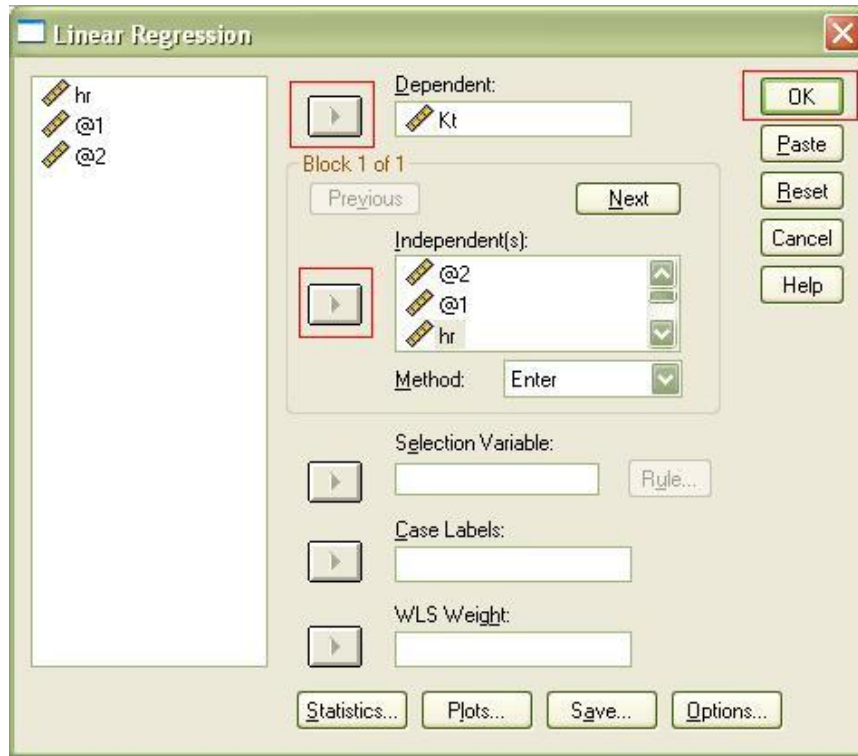 Linear Regression
hr
@1
@2
Dependent:
Kt
Block 1 of 1
Previous
Next
Independent(s):
@2
@1
hr
Method:
Enter
Selection Variable:
Rule...
Case Labels:
WLS Weight:
Statistics...
Plots...
Save...
Options...
OK
Paste
Reset
Cancel
Help